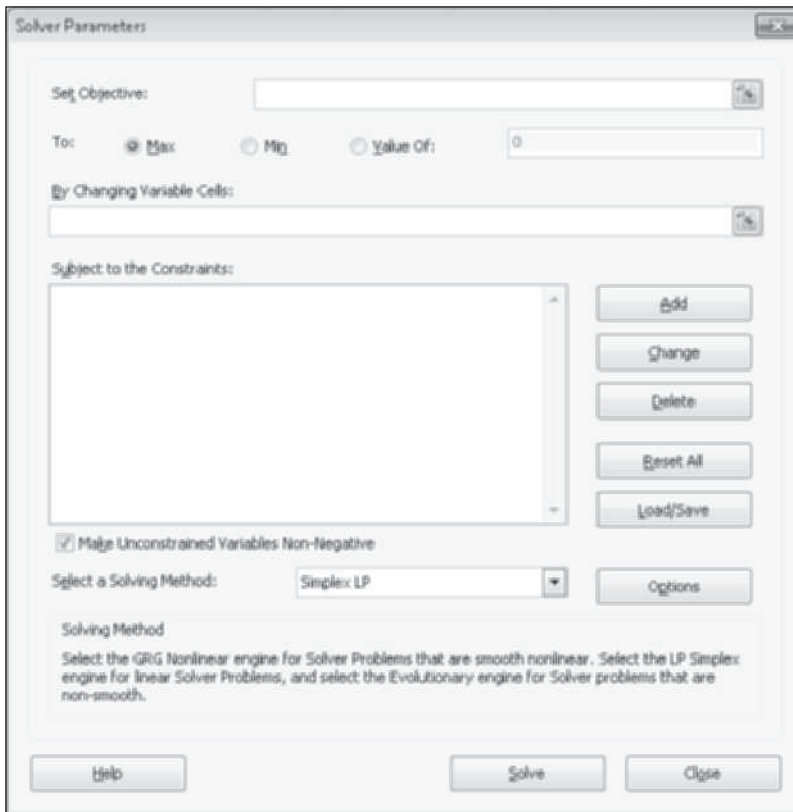 Solver Parameters
Set Objective:
To: Max Min Value Of: 0
By Changing Variable Cells:
Subject to the Constraints:
Add
Change
Delete
Reset All
Load/Save
Make Unconstrained Variables Non-Negative
Select a Solving Method: Simplex LP Options
Solving Method
Select the GRG Nonlinear engine for Solver Problems that are smooth nonlinear. Select the LP Simplex
engine for linear Solver Problems, and select the Evolutionary engine for Solver problems that are
non-smooth.
Help Solve Close